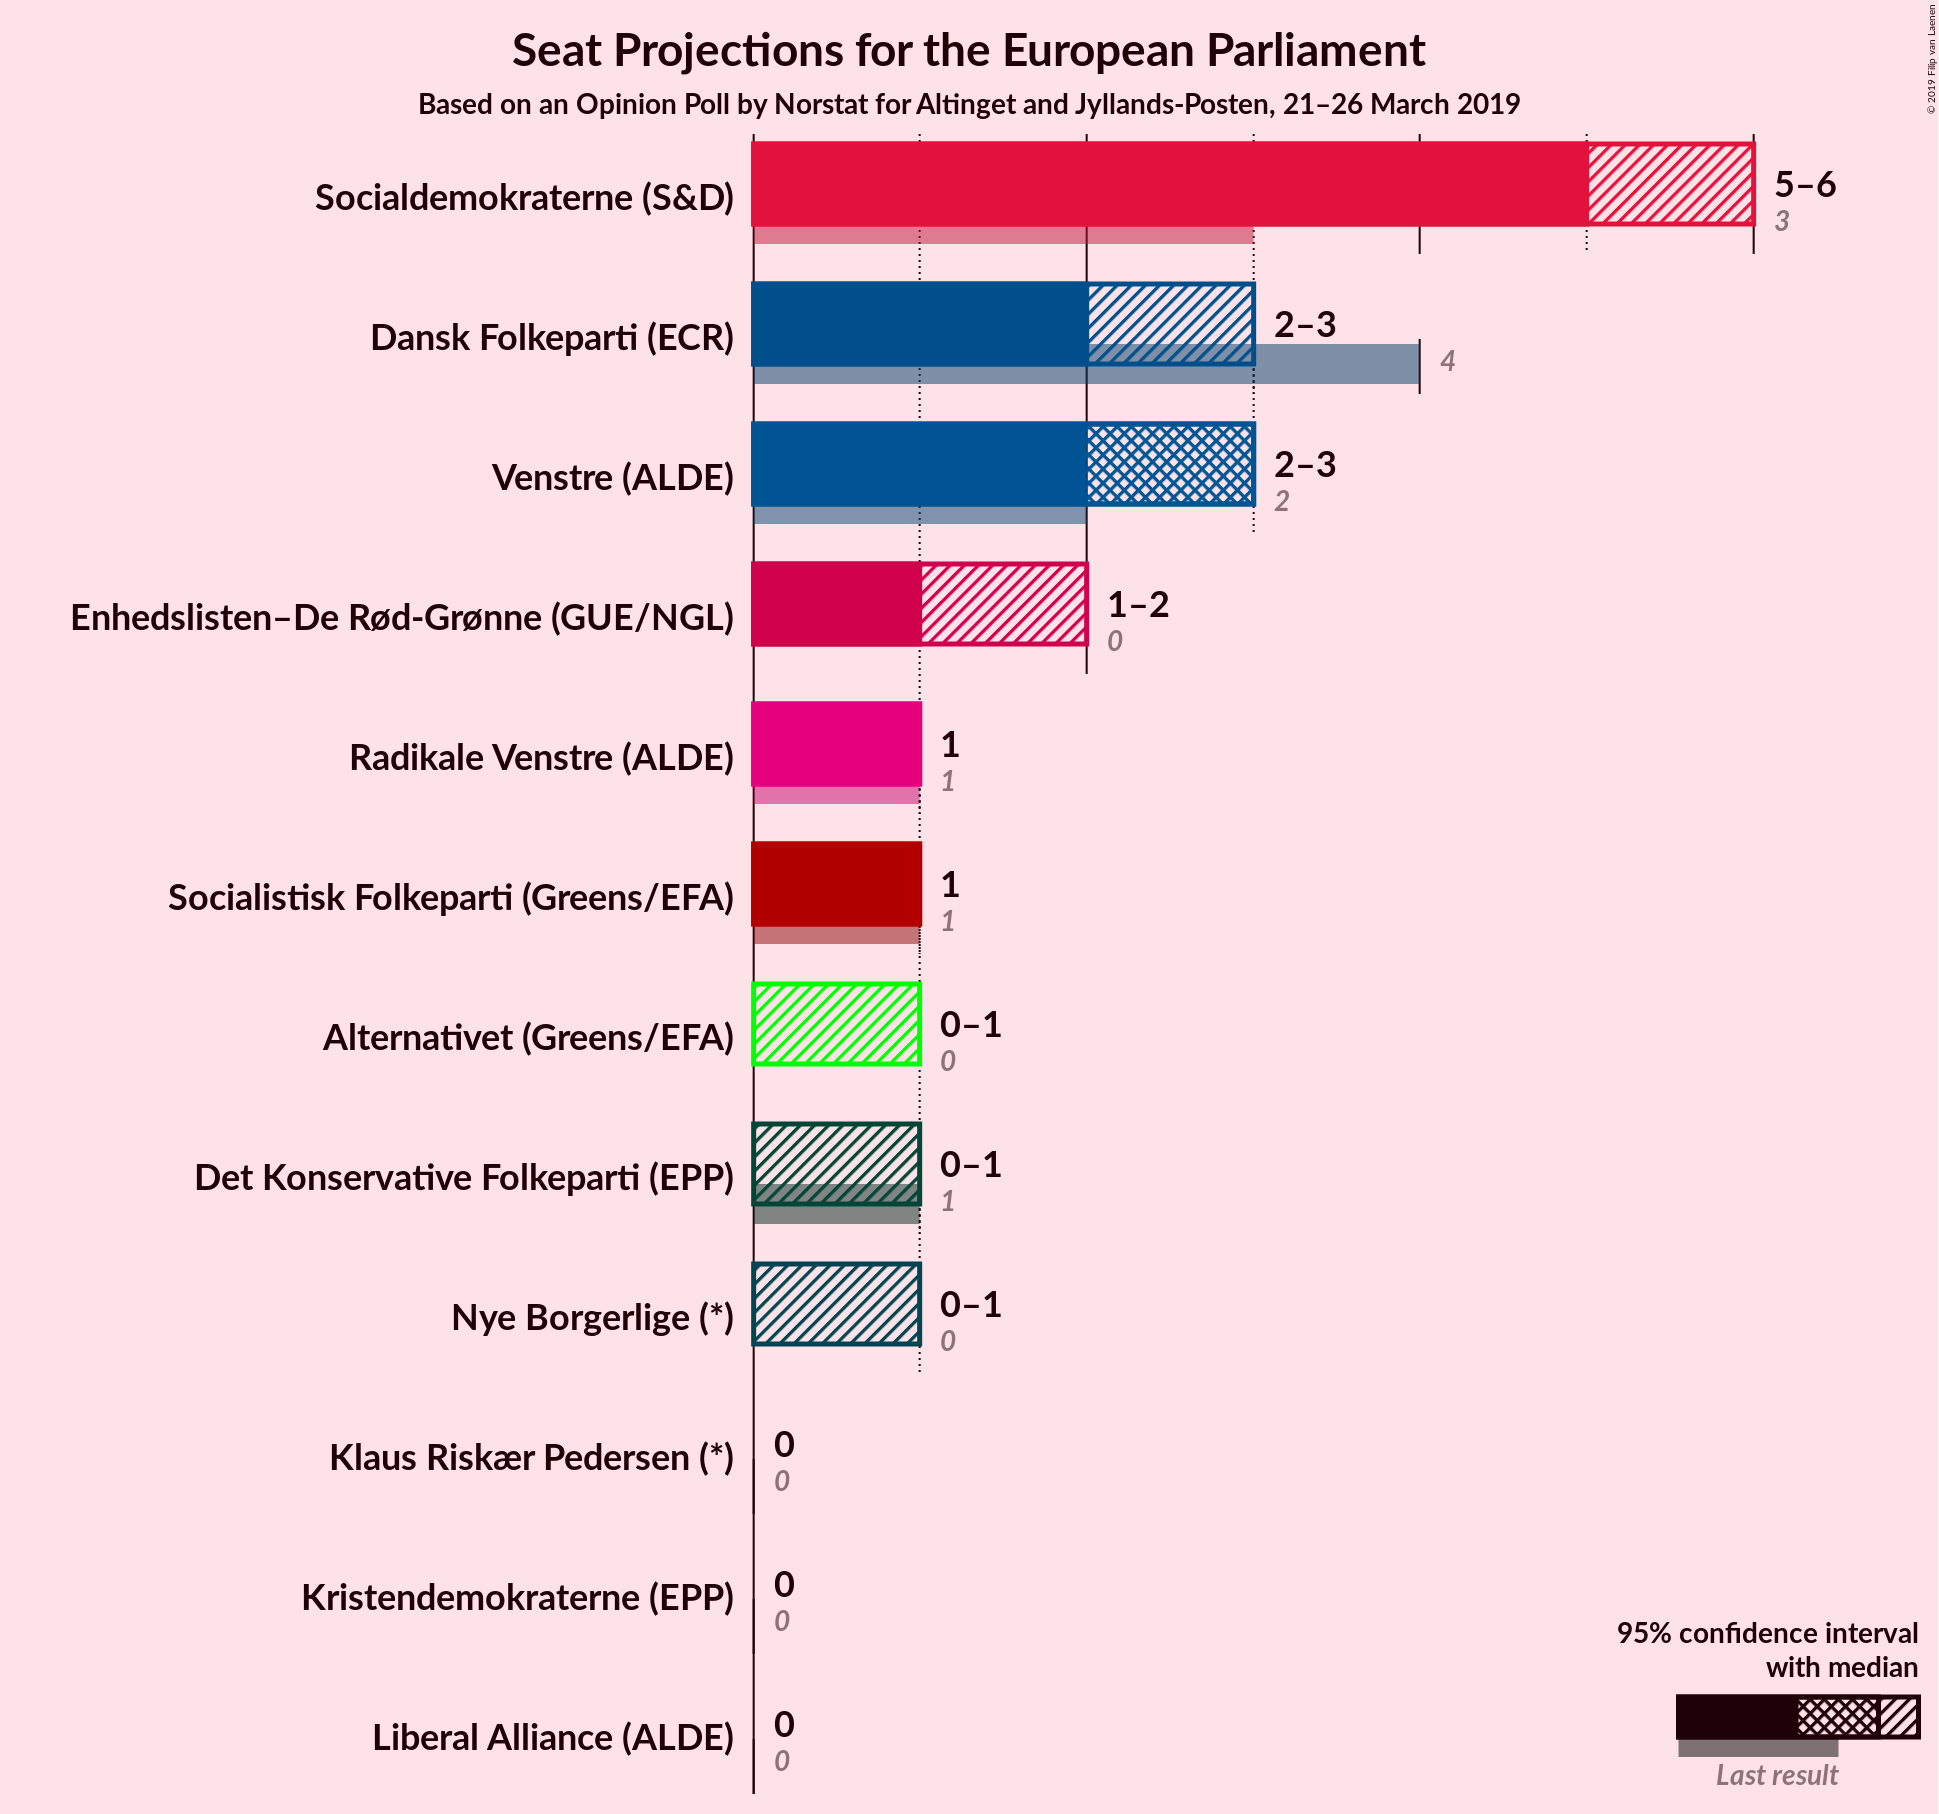 Seat Projections for the European Parliament
Based on an Opinion Poll by Norstat for Altinget and Jyllands-Posten, 21–26 March 2019
© 2019 Filip van Laenen
Socialdemokraterne (S&D)
5–6
3
Dansk Folkeparti (ECR)
2–3
4
Venstre (ALDE)
2–3
2
Enhedslisten–De Rød-Grønne (GUE/NGL)
1–2
0
Radikale Venstre (ALDE)
1
1
Socialistisk Folkeparti (Greens/EFA)
1
1
Alternativet (Greens/EFA)
0–1
0
Det Konservative Folkeparti (EPP)
0–1
1
Nye Borgerlige (*)
0–1
0
Klaus Riskær Pedersen (*)
0
0
Kristendemokraterne (EPP)
0
0
Liberal Alliance (ALDE)
0
0
95% confidence interval
with median
Last result